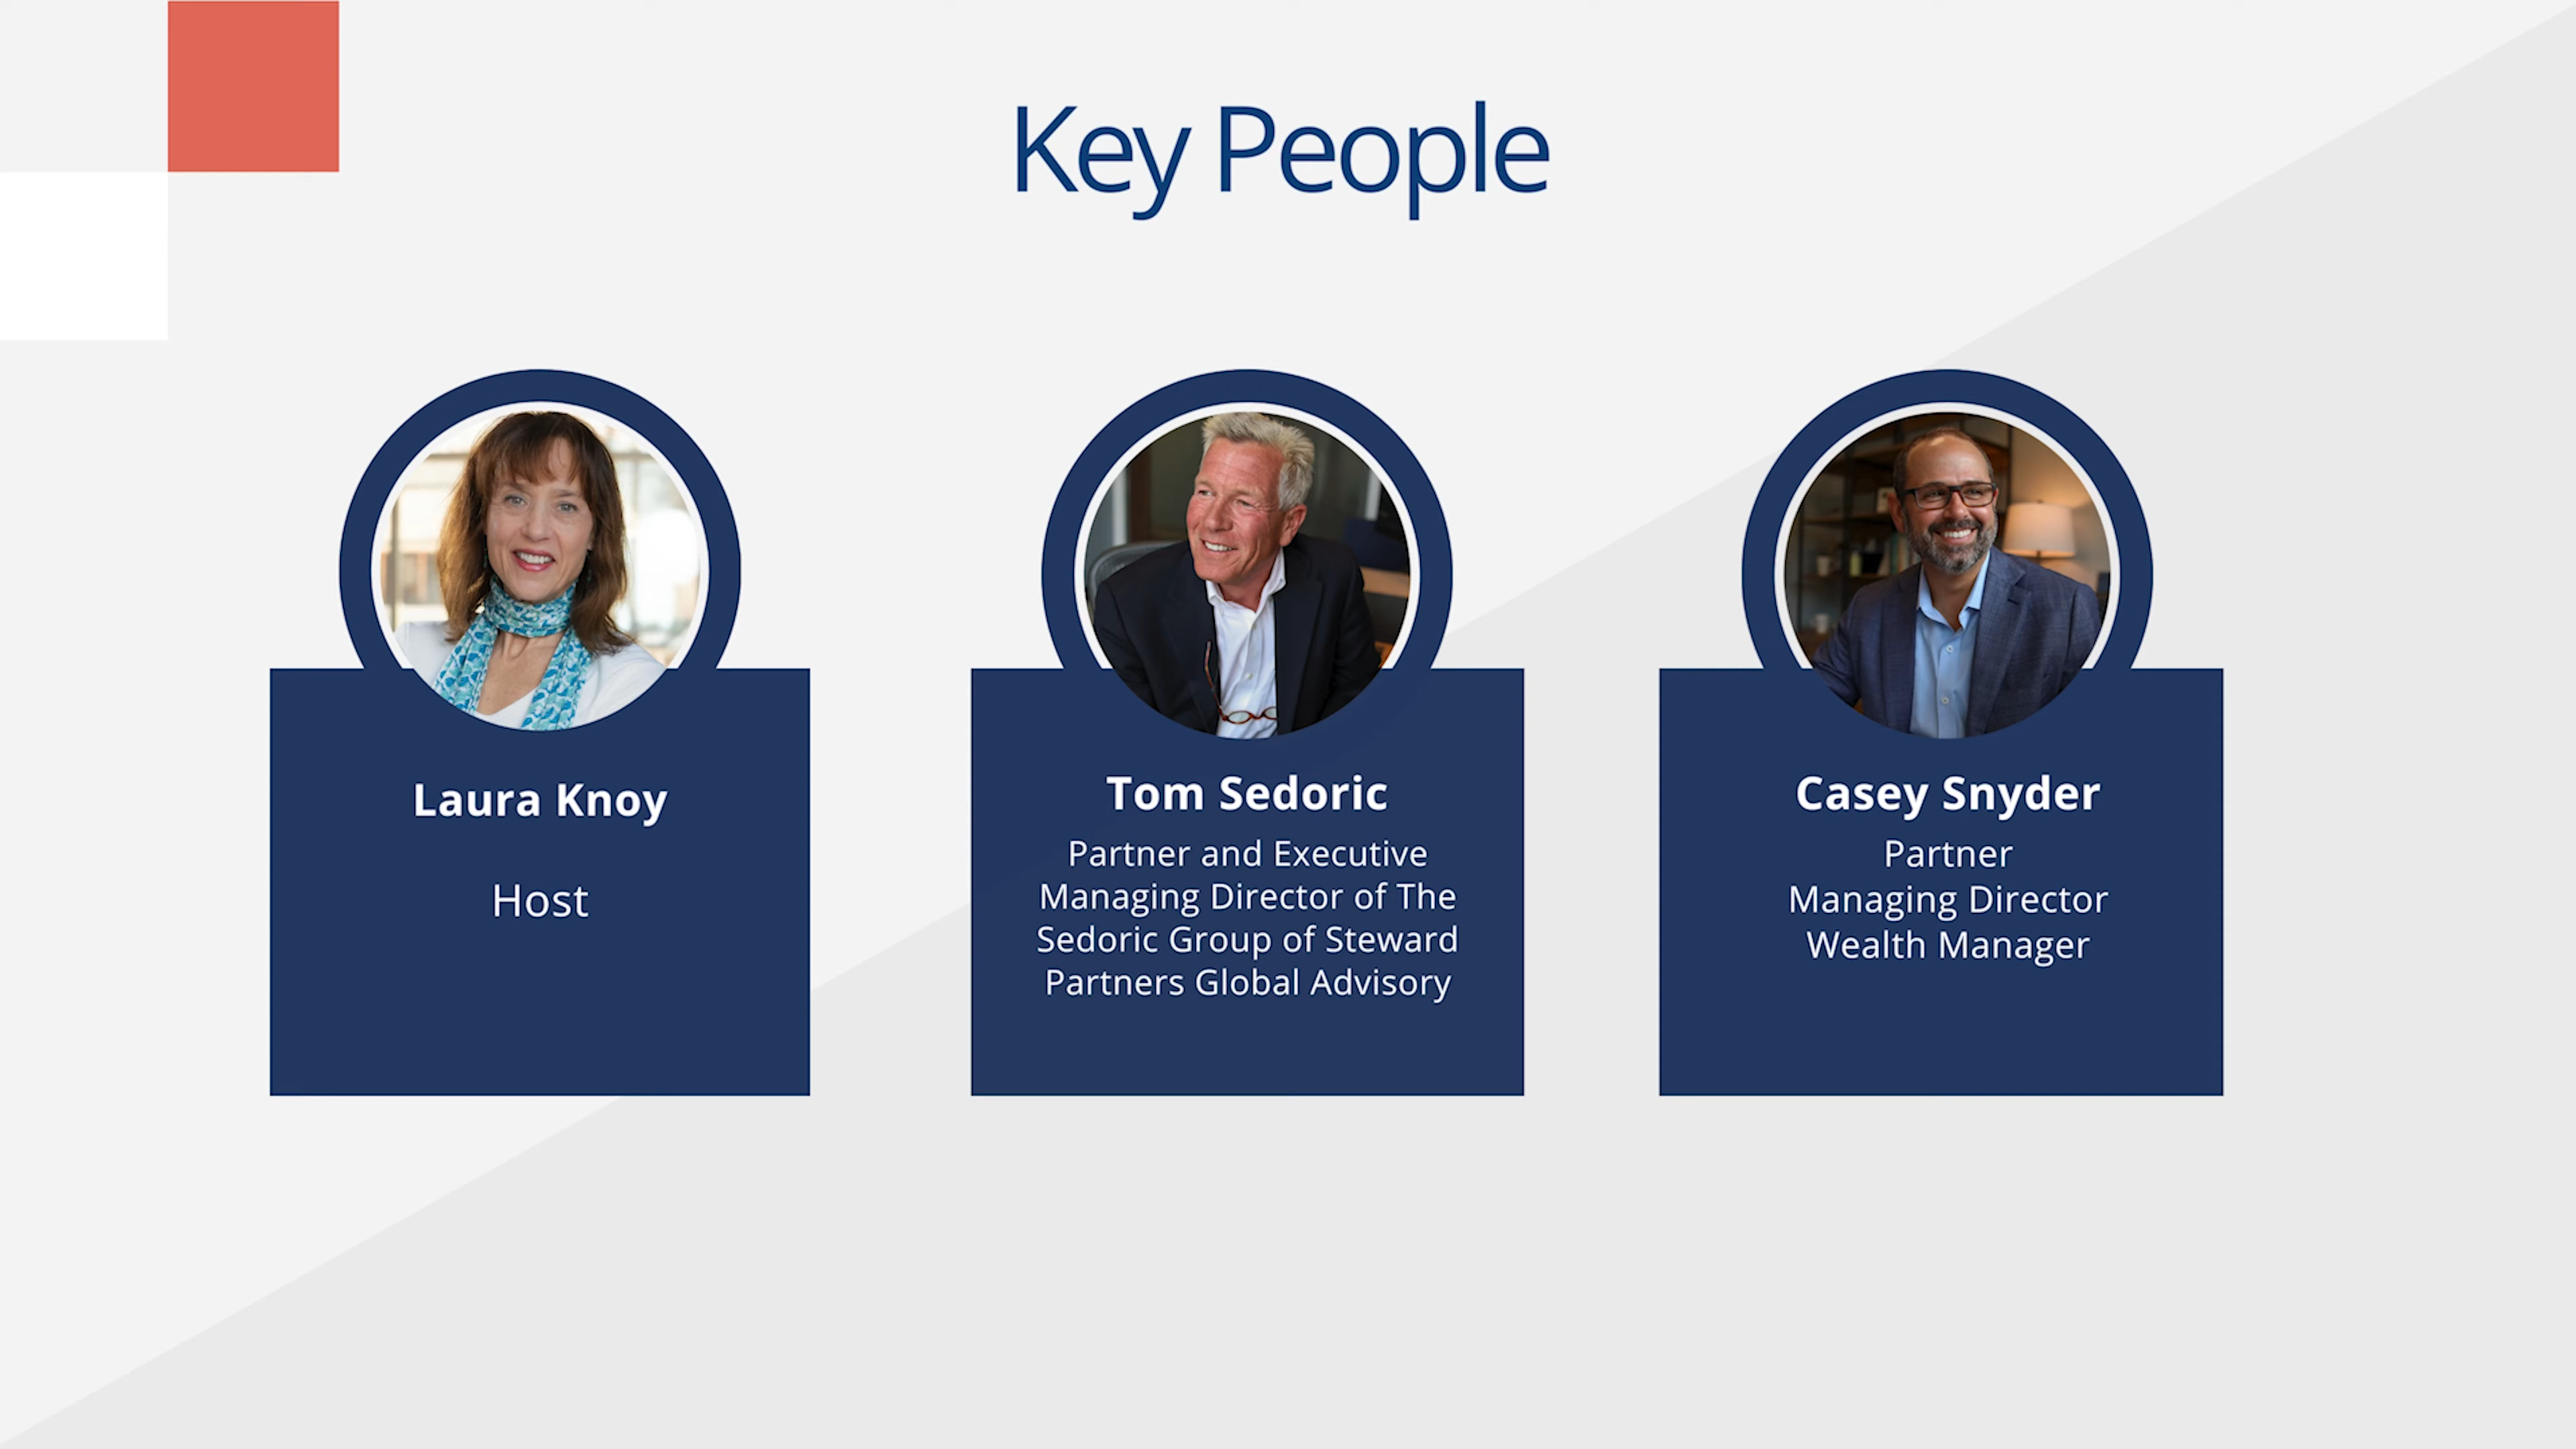 Key People
Laura Knoy
Host
Tom Sedoric
Partner and Executive
Managing Director of The
Sedoric Group of Steward
Partners Global Advisory
Casey Snyder
Partner
Managing Director
Wealth Manager